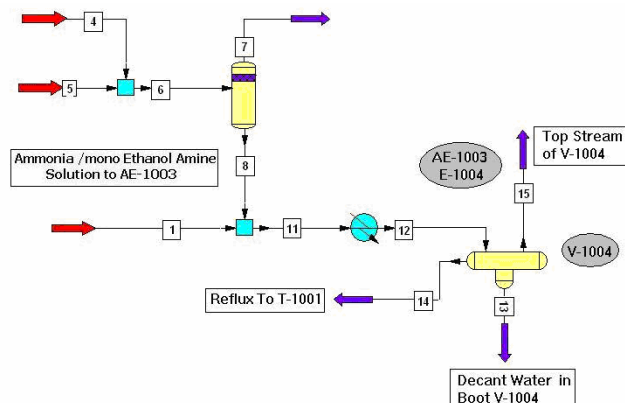 4
7
5
6
Ammonia /mono Ethanol Amine
Solution to AE-1003
8
AE-1003
E-1004
Top Stream
of V-1004
15
1
11
12
V-1004
Reflux To T-1001
14
13
Decant Water in
Boot V-1004